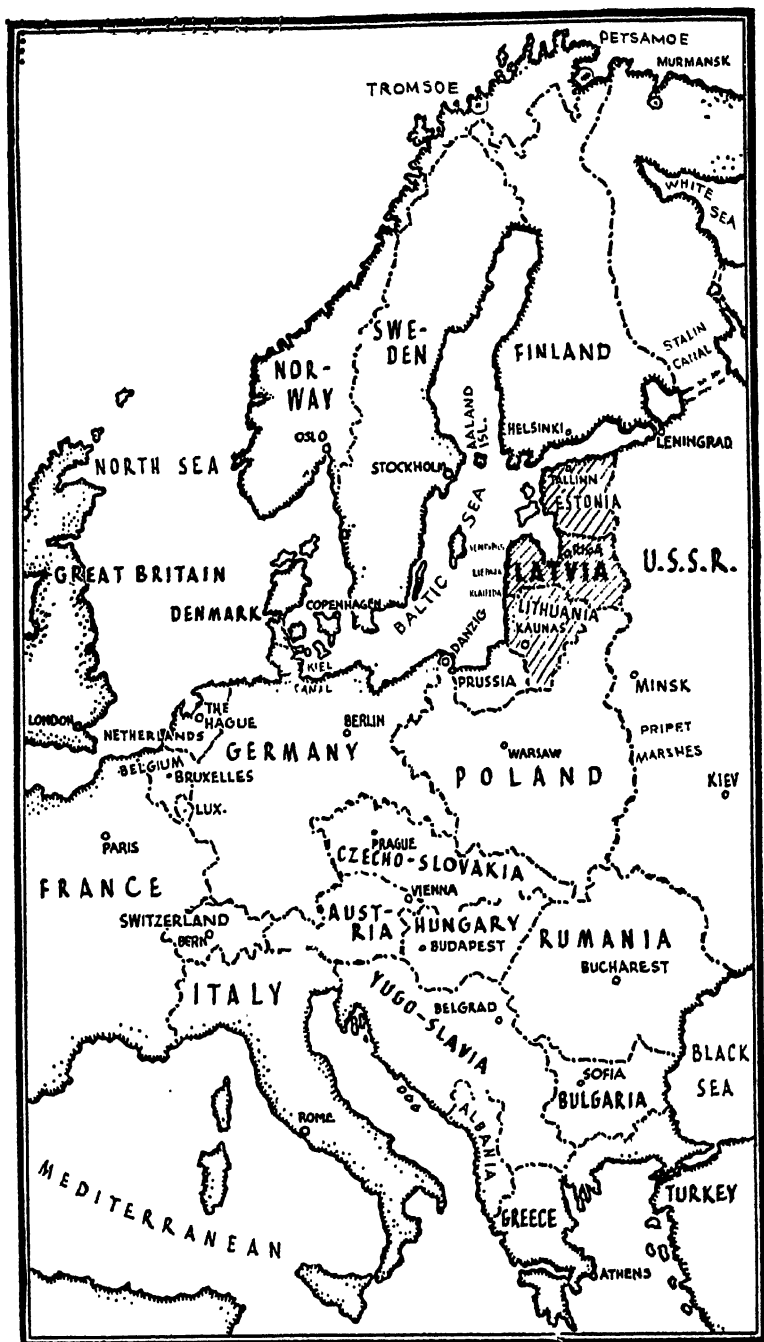 PETSAMOE
MURMANSK
TROMSOE
WHITE
SEA
STALIN
CANAL
SWE-
DEN
FINLAND
NOR-
WAY
AALAND
ISL.
HELSINKI
OSLO
LENINGRAD
NORTH SEA
STOCKHOLM
TALLINN
ESTONIA
BALTIC SEA
VENTSPILS
RIGA
U.S.S.R.
LIEPAJA
LATVIA
GREAT BRITAIN
KLAIPEDA
COPENHAGEN
LITHUANIA
DENMARK
KAUNAS
DANZIG
KIEL
CANAL
PRUSSIA
MINSK
THE
HAGUE
LONDON
BERLIN
NETHERLANDS
PRIPET
MARSHES
GERMANY
WARSAW
BELGIUM
BRUXELLES
POLAND
KIEV
LUX.
PARIS
PRAGUE
CZECHO-SLOVAKIA
FRANCE
VIENNA
SWITZERLAND
AUST-
RIA
HUNGARY
BERN
BUDAPEST
RUMANIA
BUCHAREST
ITALY
YUGO-SLAVIA
BELGRAD
BLACK
SEA
SOFIA
BULGARIA
ALBANIA
ROME
MEDITERRANEAN
TURKEY
GREECE
ATHENS